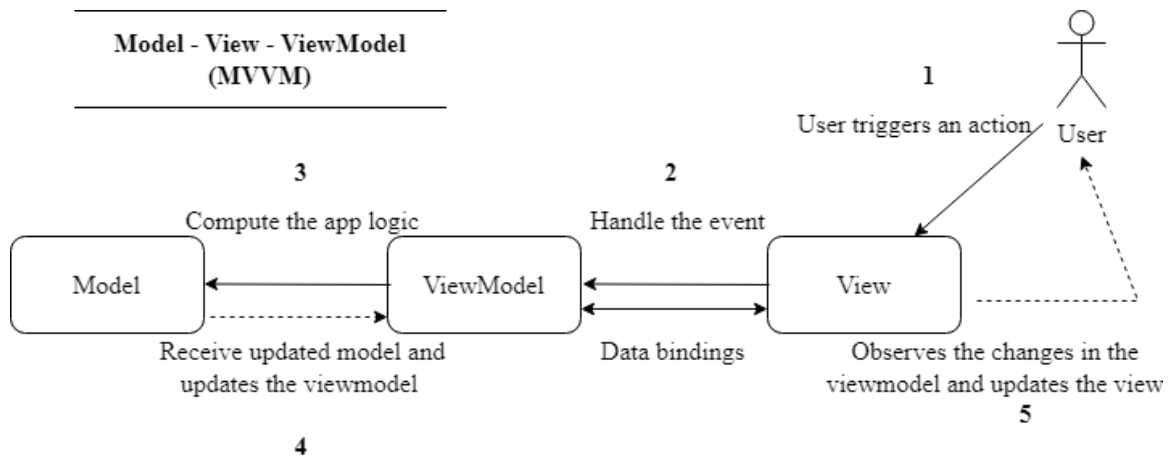 Model - View - ViewModel
(MVVM)
1
User triggers an action
User
3
Compute the app logic
2
Handle the event
Model
ViewModel
View
Receive updated model and
updates the viewmodel
4
Data bindings
Observes the changes in the
viewmodel and updates the view
5